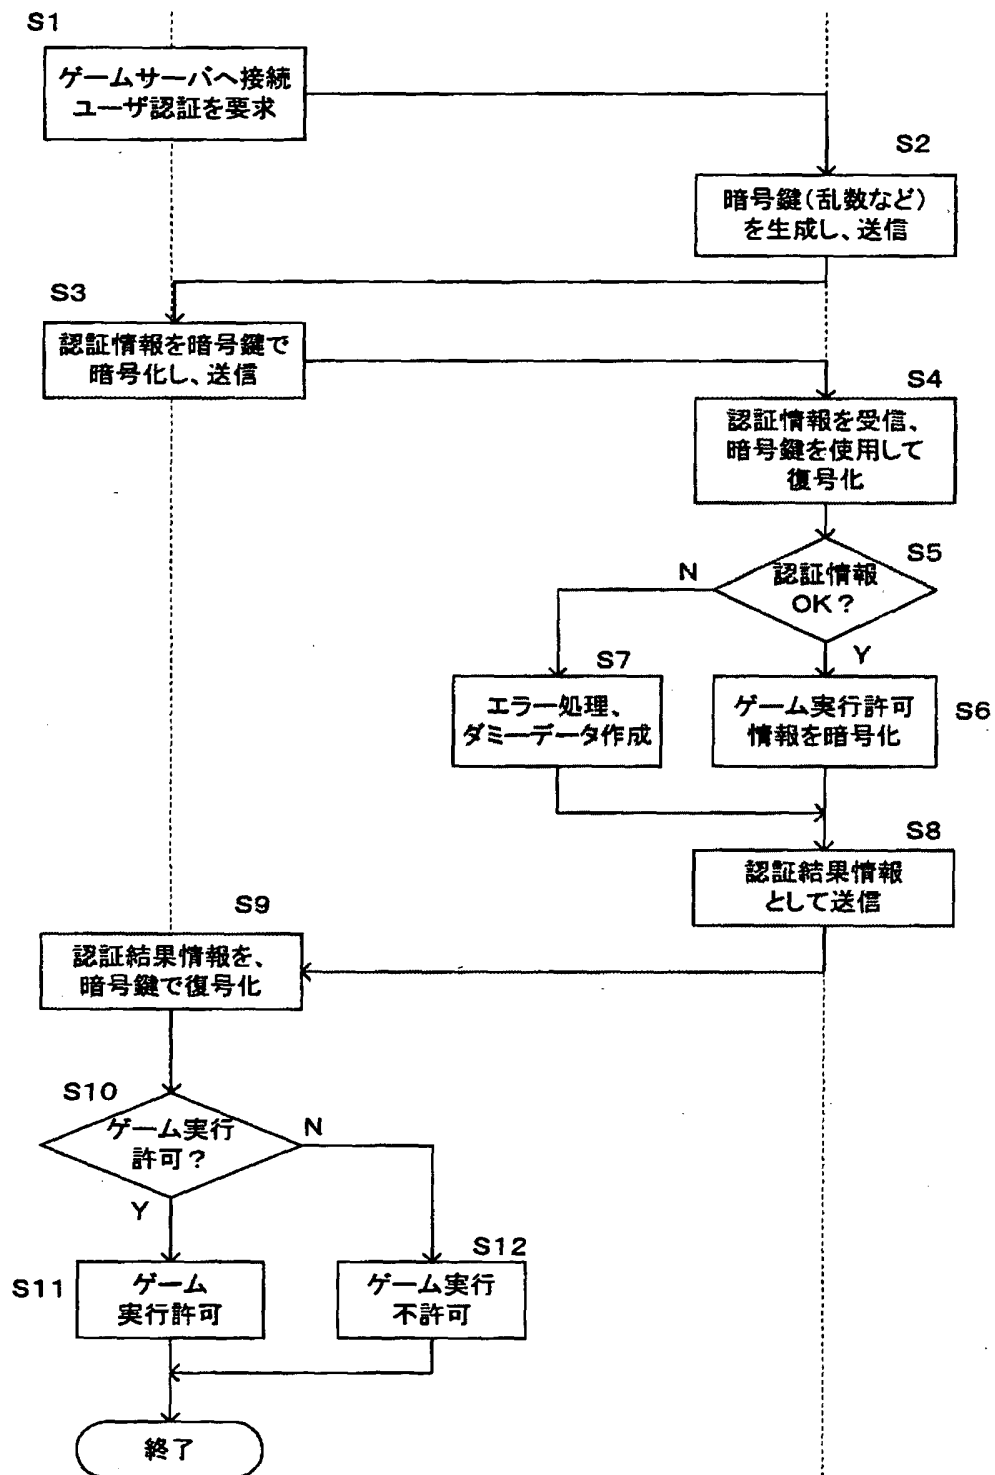 S1
ゲームサーバへ接続
ユーザ認証を要求
S2
暗号鍵(乱数など)
を生成し、送信
S3
認証情報を暗号鍵で
暗号化し、送信
S4
認証情報を受信、
暗号鍵を使用して
復号化
S5
認証情報
OK?
N
Y
S7
エラー処理、
ダミーデータ作成
S6
ゲーム実行許可
情報を暗号化
S8
認証結果情報
として送信
S9
認証結果情報を、
暗号鍵で復号化
S10
ゲーム実行
許可?
N
Y
S11
ゲーム
実行許可
S12
ゲーム実行
不許可
終了